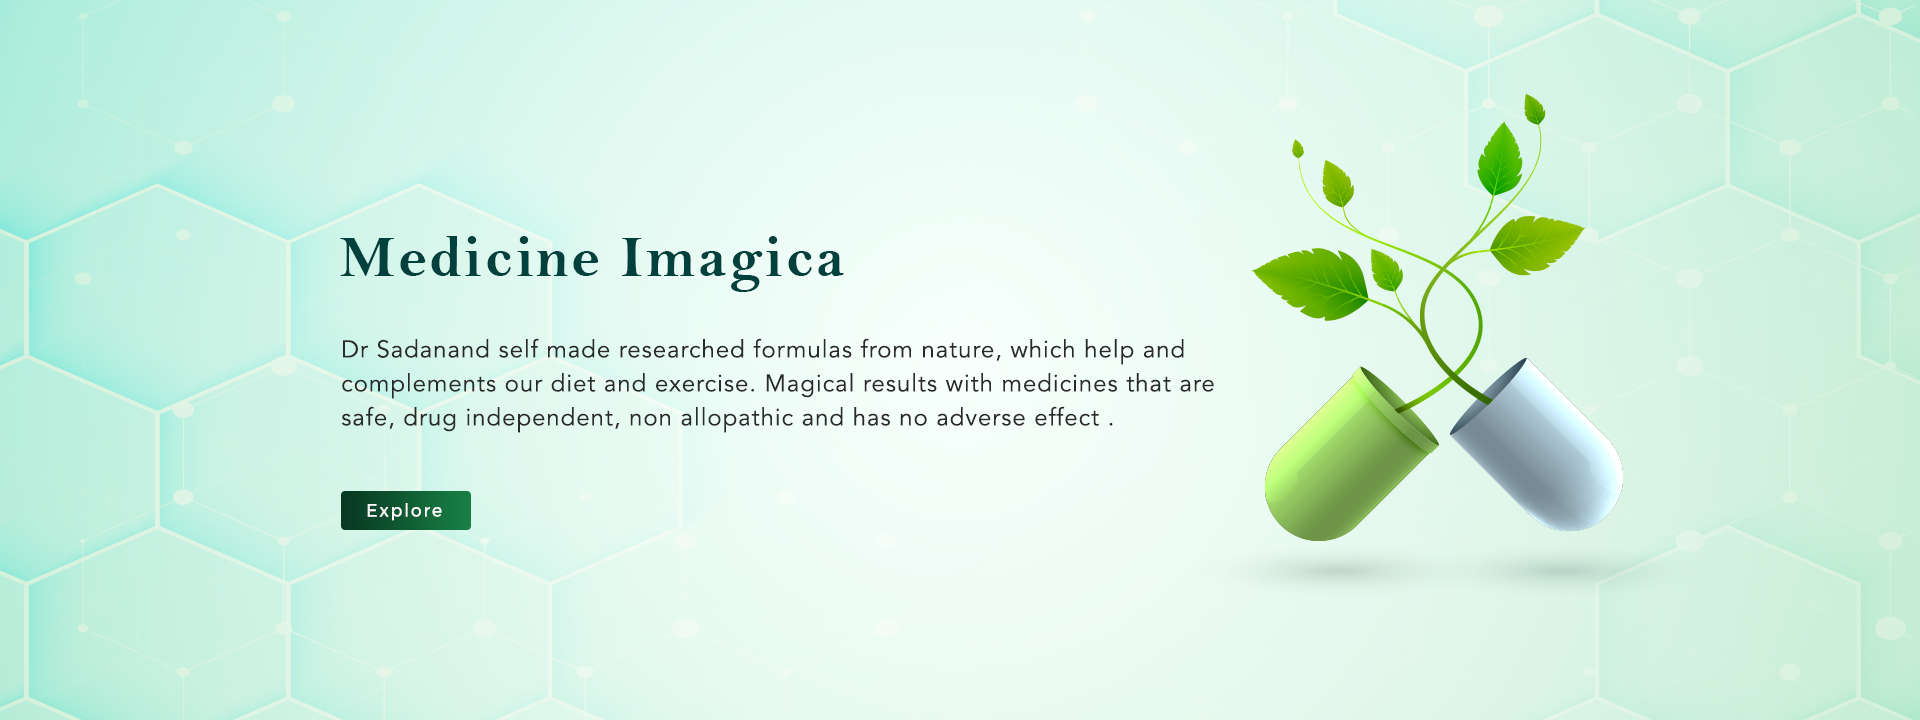 Medicine Imagica
Dr Sadanand self made researched formulas from nature, which help and
complements our diet and exercise. Magical results with medicines that are
safe, drug independent, non allopathic and has no adverse effect .
Explore